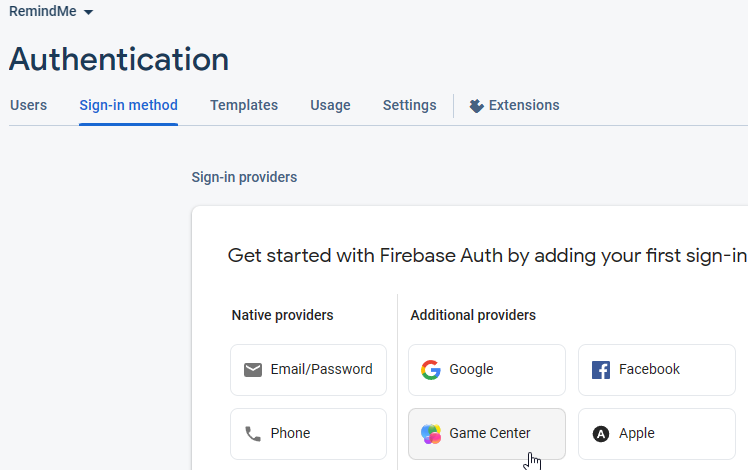 RemindMe
Authentication
Users Sign-in method Templates Usage Settings Extensions
Sign-in providers
Get started with Firebase Auth by adding your first sign-in
Native providers Additional providers
Email/Password Google Facebook
Phone Game Center Apple